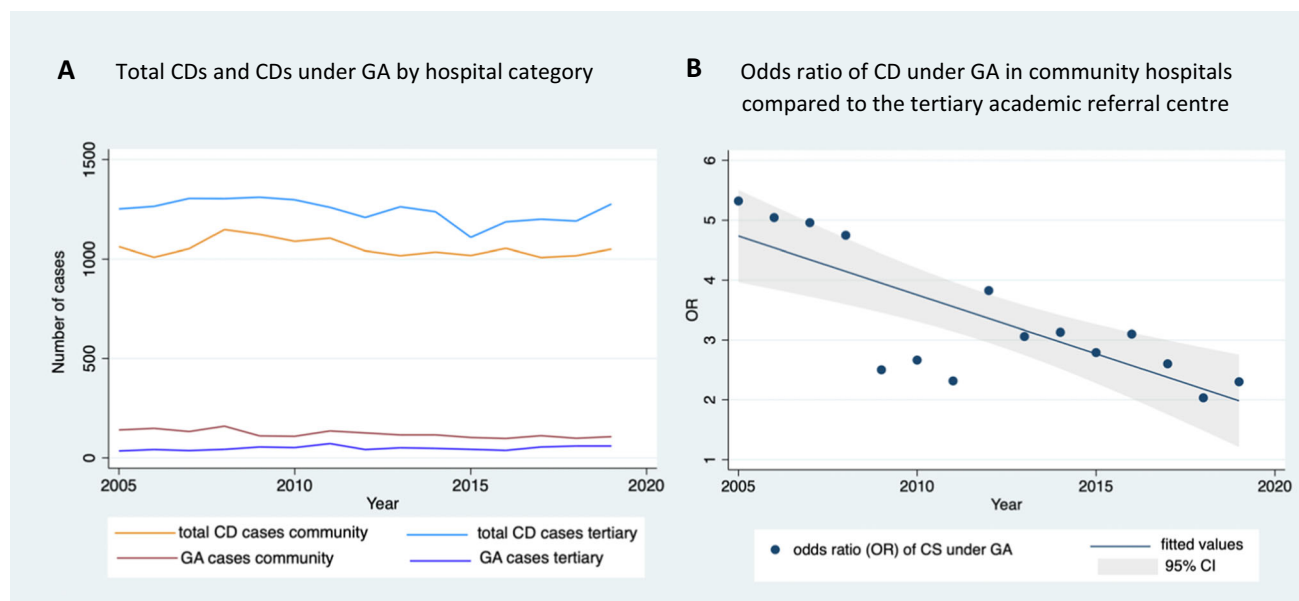 A Total CDs and CDs under GA by hospital category
Number of cases
1500
1000
500
0
2005 2010 2015 2020
Year
total CD cases community total CD cases tertiary
GA cases community GA cases tertiary
B Odds ratio of CD under GA in community hospitals
compared to the tertiary academic referral centre
OR
6
5
4
3
2
1
2005 2010 2015 2020
Year
odds ratio (OR) of CS under GA fitted values
95% CI